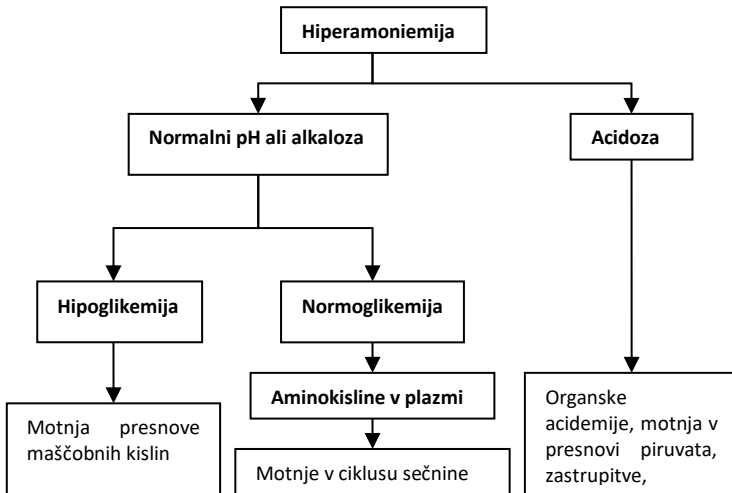 Hiperamoniemija
Normalni pH ali alkaloza
Acidoza
Hipoglikemija
Normoglikemija
Aminokisline v plazmi
Motnja presnove
maščobnih kislin
Motnje v ciklusu sečnine
Organske
acidemije, motnja v
presnovi piruvata,
zastrupitve,